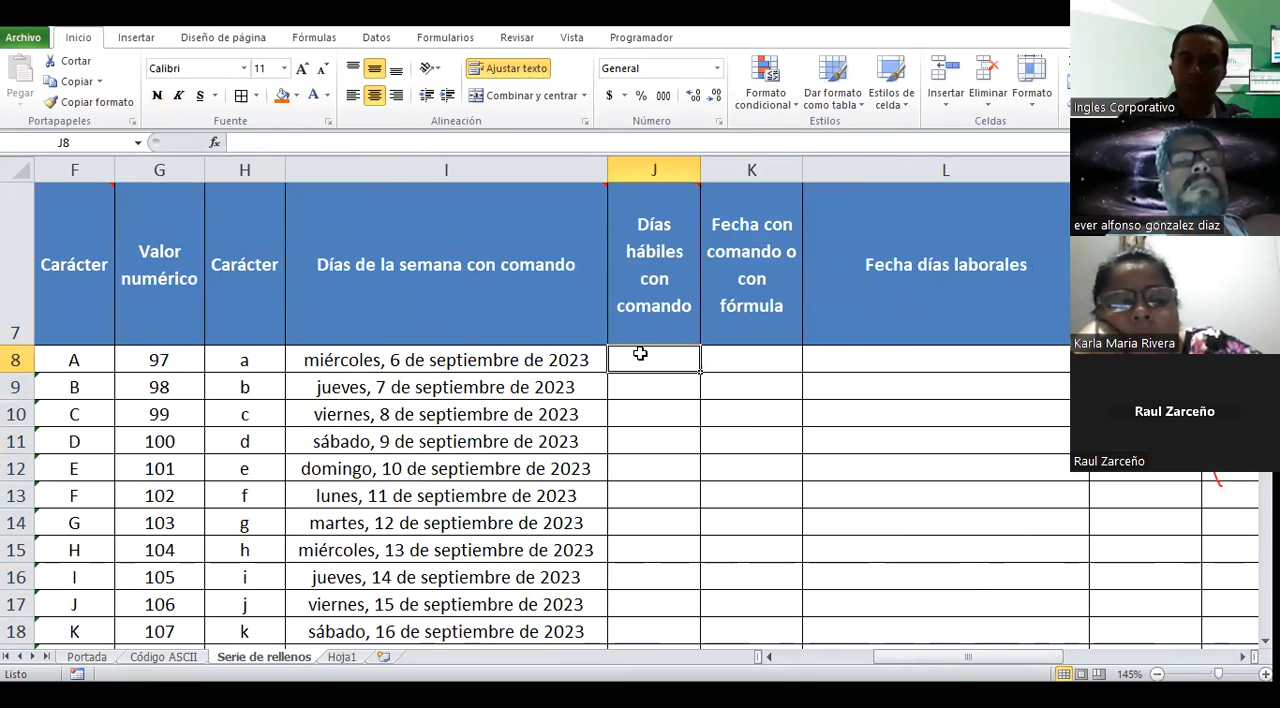 Archivo Inicio Insertar Diseño de página Fórmulas Datos Formularios Revisar Vista Programador
Pegar
Cortar
Copiar
Copiar formato
Portapapeles
Calibri 11
N K S
Fuente
Ajustar texto
Combinar y centrar
Alineación
General
$ % 000
Número
Formato condicional
Dar formato como tabla
Estilos de celda
Estilos
Insertar Eliminar Formato
Celdas
J8 fx
F G H I J K L
7 Carácter Valor numérico Carácter Días de la semana con comando Días hábiles con comando Fecha con comando o con fórmula Fecha días laborales
8 A 97 a miércoles, 6 de septiembre de 2023
9 B 98 b jueves, 7 de septiembre de 2023
10 C 99 c viernes, 8 de septiembre de 2023
11 D 100 d sábado, 9 de septiembre de 2023
12 E 101 e domingo, 10 de septiembre de 2023
13 F 102 f lunes, 11 de septiembre de 2023
14 G 103 g martes, 12 de septiembre de 2023
15 H 104 h miércoles, 13 de septiembre de 2023
16 I 105 i jueves, 14 de septiembre de 2023
17 J 106 j viernes, 15 de septiembre de 2023
18 K 107 k sábado, 16 de septiembre de 2023
Portada Código ASCII Serie de rellenos Hoja1
Listo 145%
Ingles Corporativo
ever alfonso gonzalez diaz
Karla Maria Rivera
Raul Zarceño
Raul Zarceño